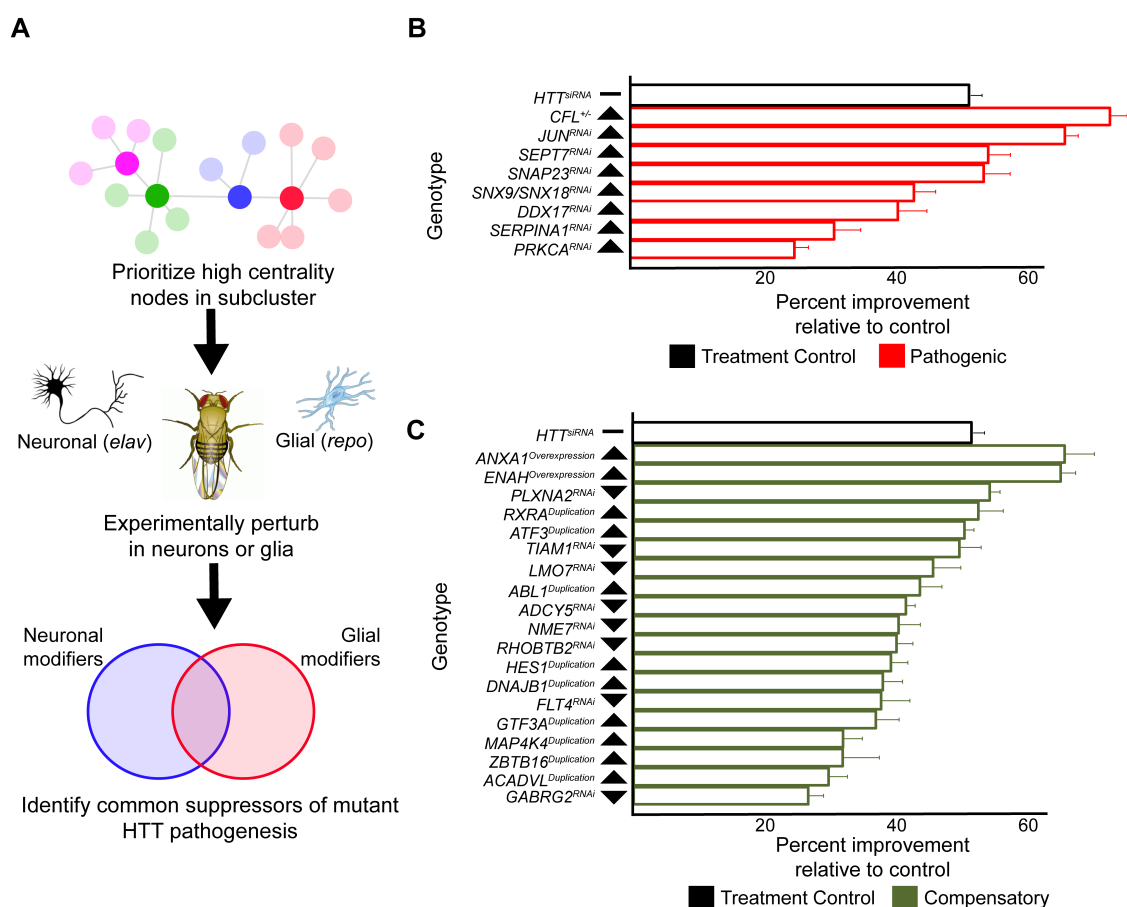 A
Prioritize high centrality
nodes in subcluster
Neuronal (elav)
Glial (repo)
Experimentally perturb
in neurons or glia
Neuronal
modifiers
Glial
modifiers
Identify common suppressors of mutant
HTT pathogenesis
B
Genotype
HTTsiRNA
CFL+/-
JUNRNAi
SEPT7RNAi
SNAP23RNAi
SNX9/SNX18RNAi
DDX17RNAi
SERPINA1RNAi
PRKCARNAi
20 40 60
Percent improvement
relative to control
Treatment Control Pathogenic
C
Genotype
HTTsiRNA
ANXA1Overexpression
ENAHOverexpression
PLXNA2RNAi
RXRADuplication
ATF3Duplication
TIAM1RNAi
LMO7RNAi
ABL1Duplication
ADCY5RNAi
NME7RNAi
RHOBTB2RNAi
HES1Duplication
DNAJB1Duplication
FLT4RNAi
GTF3ADuplication
MAP4K4Duplication
ZBTB16Duplication
ACADVLDuplication
GABRG2RNAi
20 40 60
Percent improvement
relative to control
Treatment Control Compensatory